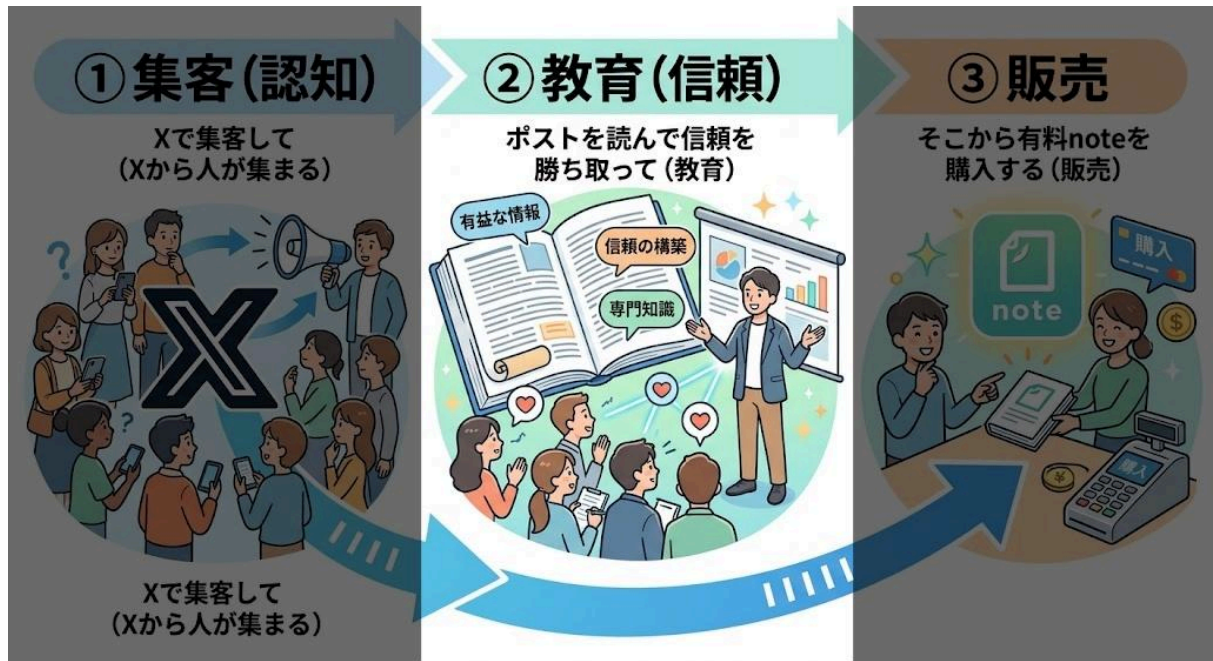 ①集客(認知)
Xで集客して
(Xから人が集まる)
?
X
?
Xで集客して
(Xから人が集まる)
②教育(信頼)
ポストを読んで信頼を
勝ち取って(教育)
有益な情報
信頼の構築
専門知識
③販売
そこから有料noteを
購入する(販売)
購入
note
$
購入
¥